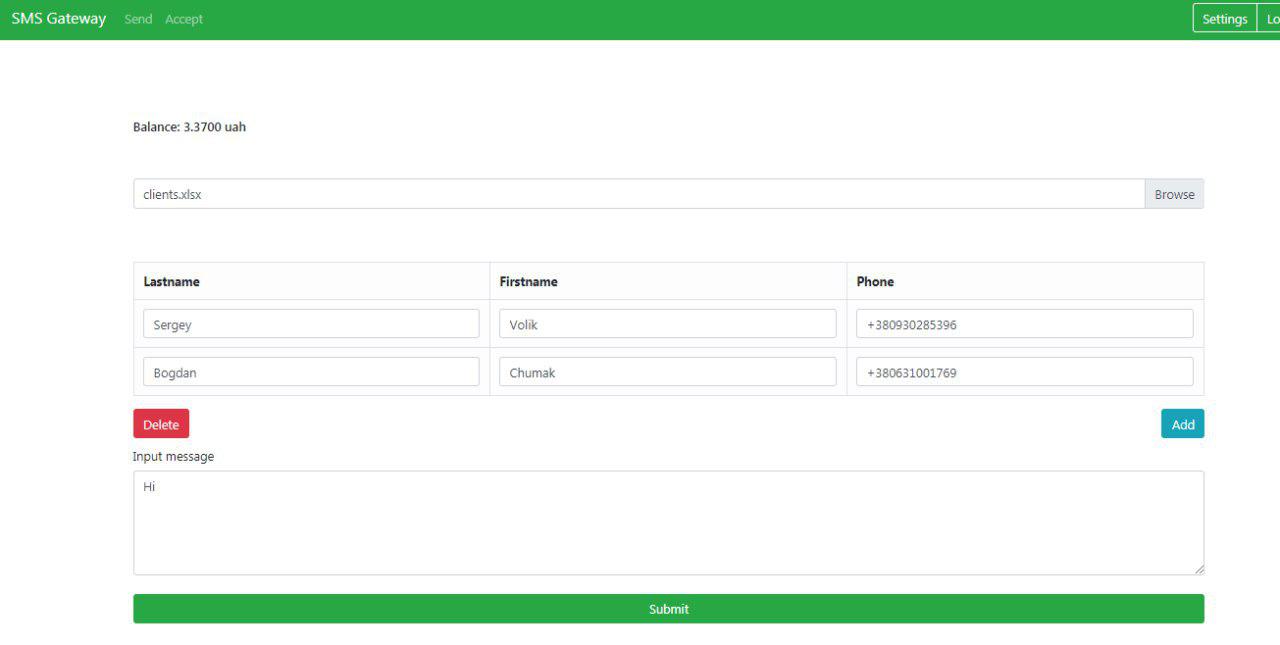 SMS Gateway Send Accept Settings Lo
Balance: 3.3700 uah
clients.xlsx Browse
Lastname Firstname Phone
Sergey Volik +380930285396
Bogdan Chumak +380631001769
Delete Add
Input message
Hi
Submit